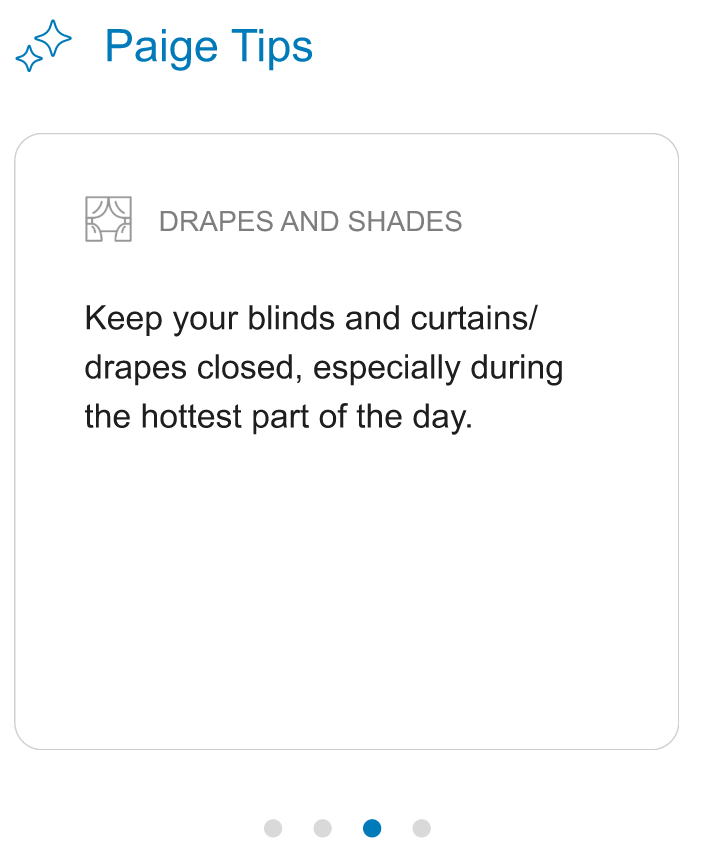 Paige Tips
DRAPES AND SHADES
Keep your blinds and curtains/
drapes closed, especially during
the hottest part of the day.